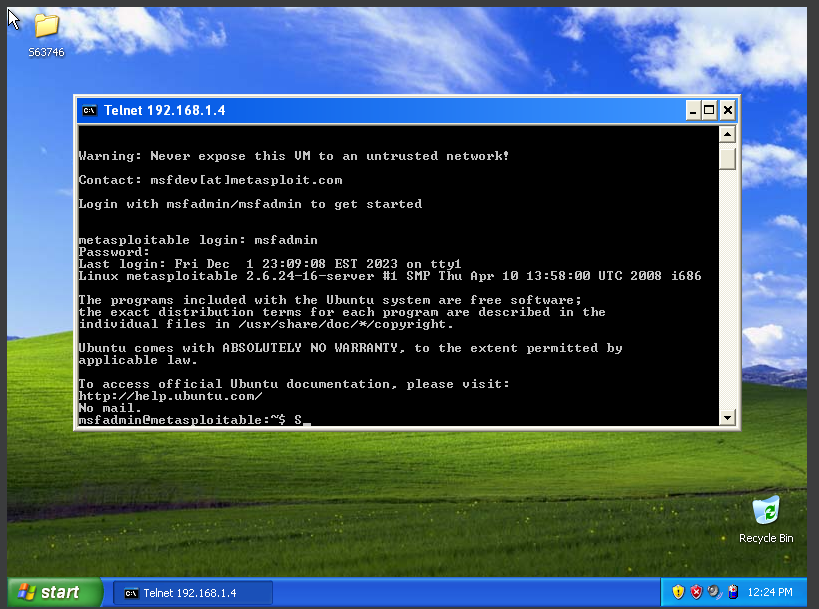 S63746
Telnet 192.168.1.4
Warning: Never expose this VM to an untrusted network!
Contact: msfdev[at]metasploit.com
Login with msfadmin/msfadmin to get started
metasploitable login: msfadmin
Password:
Last login: Fri Dec  1 23:09:08 EST 2023 on tty1
Linux metasploitable 2.6.24-16-server #1 SMP Thu Apr 10 13:58:00 UTC 2008 i686
The programs included with the Ubuntu system are free software;
the exact distribution terms for each program are described in the
individual files in /usr/share/doc/*/copyright.
Ubuntu comes with ABSOLUTELY NO WARRANTY, to the extent permitted by
applicable law.
To access official Ubuntu documentation, please visit:
http://help.ubuntu.com/
No mail.
msfadmin@metasploitable:~$ S_
Recycle Bin
start
Telnet 192.168.1.4
12:24 PM